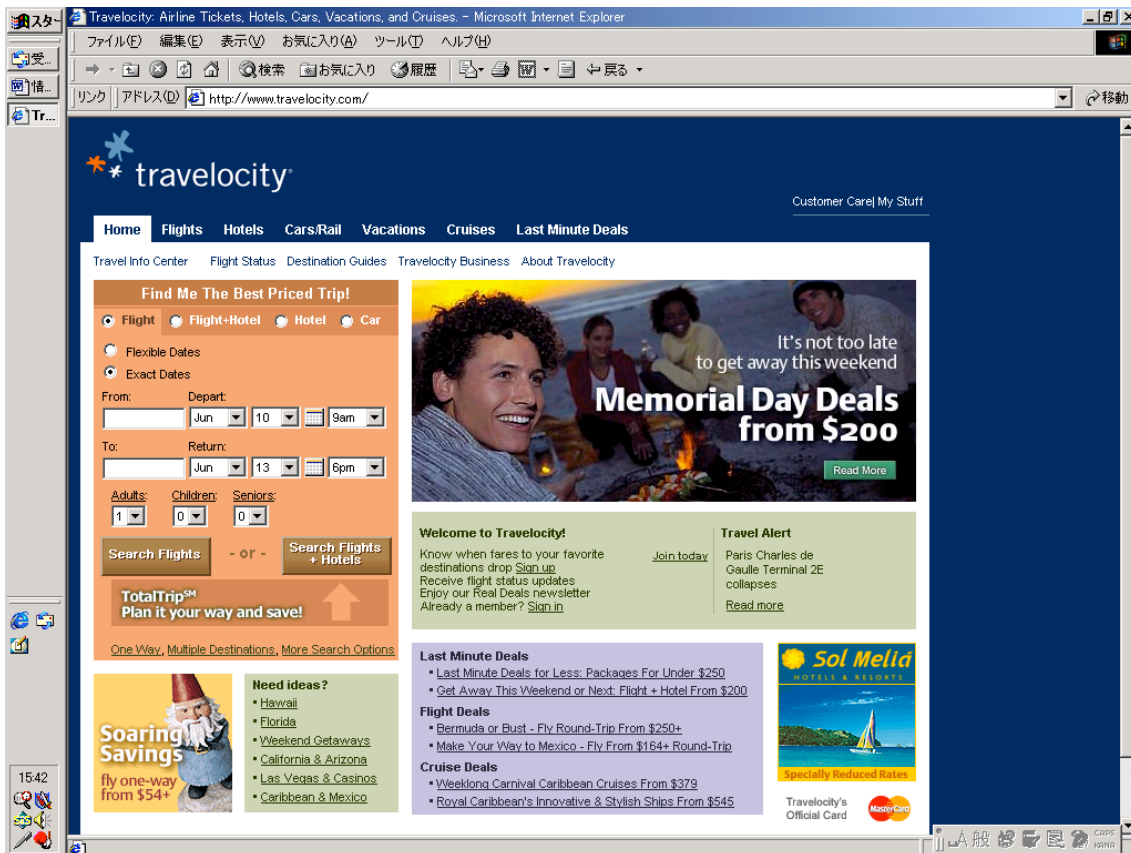 スター
受...
情...
Tr...
15:42
Travelocity: Airline Tickets, Hotels, Cars, Vacations, and Cruises. - Microsoft Internet Explorer
ファイル(F) 編集(E) 表示(V) お気に入り(A) ツール(T) ヘルプ(H)
検索 お気に入り 履歴 戻る
リンク アドレス(D) http://www.travelocity.com/ 移動
travelocity
Customer Care| My Stuff
Home Flights Hotels Cars/Rail Vacations Cruises Last Minute Deals
Travel Info Center Flight Status Destination Guides Travelocity Business About Travelocity
Find Me The Best Priced Trip!
Flight Flight+Hotel Hotel Car
Flexible Dates
Exact Dates
From: Depart:
Jun 10 9am
To: Return:
Jun 13 6pm
Adults: Children: Seniors:
1 0 0
Search Flights - or - Search Flights
+ Hotels
TotalTrip℠
Plan it your way and save!
One Way, Multiple Destinations, More Search Options
It's not too late
to get away this weekend
Memorial Day Deals
from $200
Read More
Welcome to Travelocity!
Know when fares to your favorite
destinations drop Sign up
Receive flight status updates
Enjoy our Real Deals newsletter
Already a member? Sign in
Join today
Travel Alert
Paris Charles de
Gaulle Terminal 2E
collapses
Read more
Soaring
Savings
fly one-way
from $54+
Need ideas?
Hawaii
Florida
Weekend Getaways
California & Arizona
Las Vegas & Casinos
Caribbean & Mexico
Last Minute Deals
Last Minute Deals for Less: Packages For Under $250
Get Away This Weekend or Next: Flight + Hotel From $200
Flight Deals
Bermuda or Bust - Fly Round-Trip From $250+
Make Your Way to Mexico - Fly From $164+ Round-Trip
Cruise Deals
Weeklong Carnival Caribbean Cruises From $379
Royal Caribbean's Innovative & Stylish Ships From $545
Sol Meliá
HOTELS & RESORTS
Specially Reduced Rates
Travelocity's
Official Card
MasterCard
A 般 CAPS
KANA